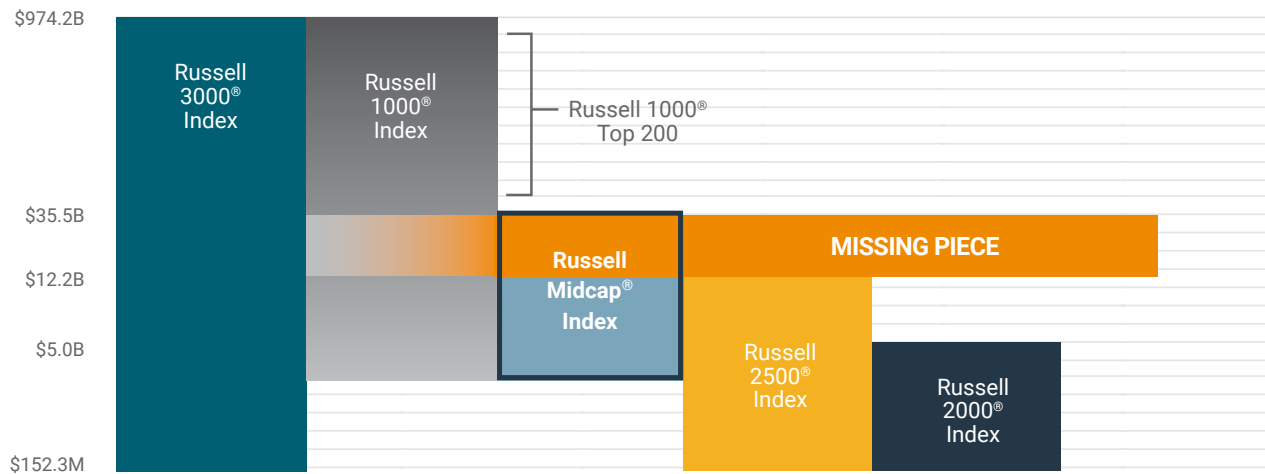 $974.2B
Russell
3000®
Index
Russell
1000®
Index
Russell 1000®
Top 200
$35.5B
MISSING PIECE
Russell
Midcap®
Index
$12.2B
$5.0B
Russell
2500®
Index
Russell
2000®
Index
$152.3M